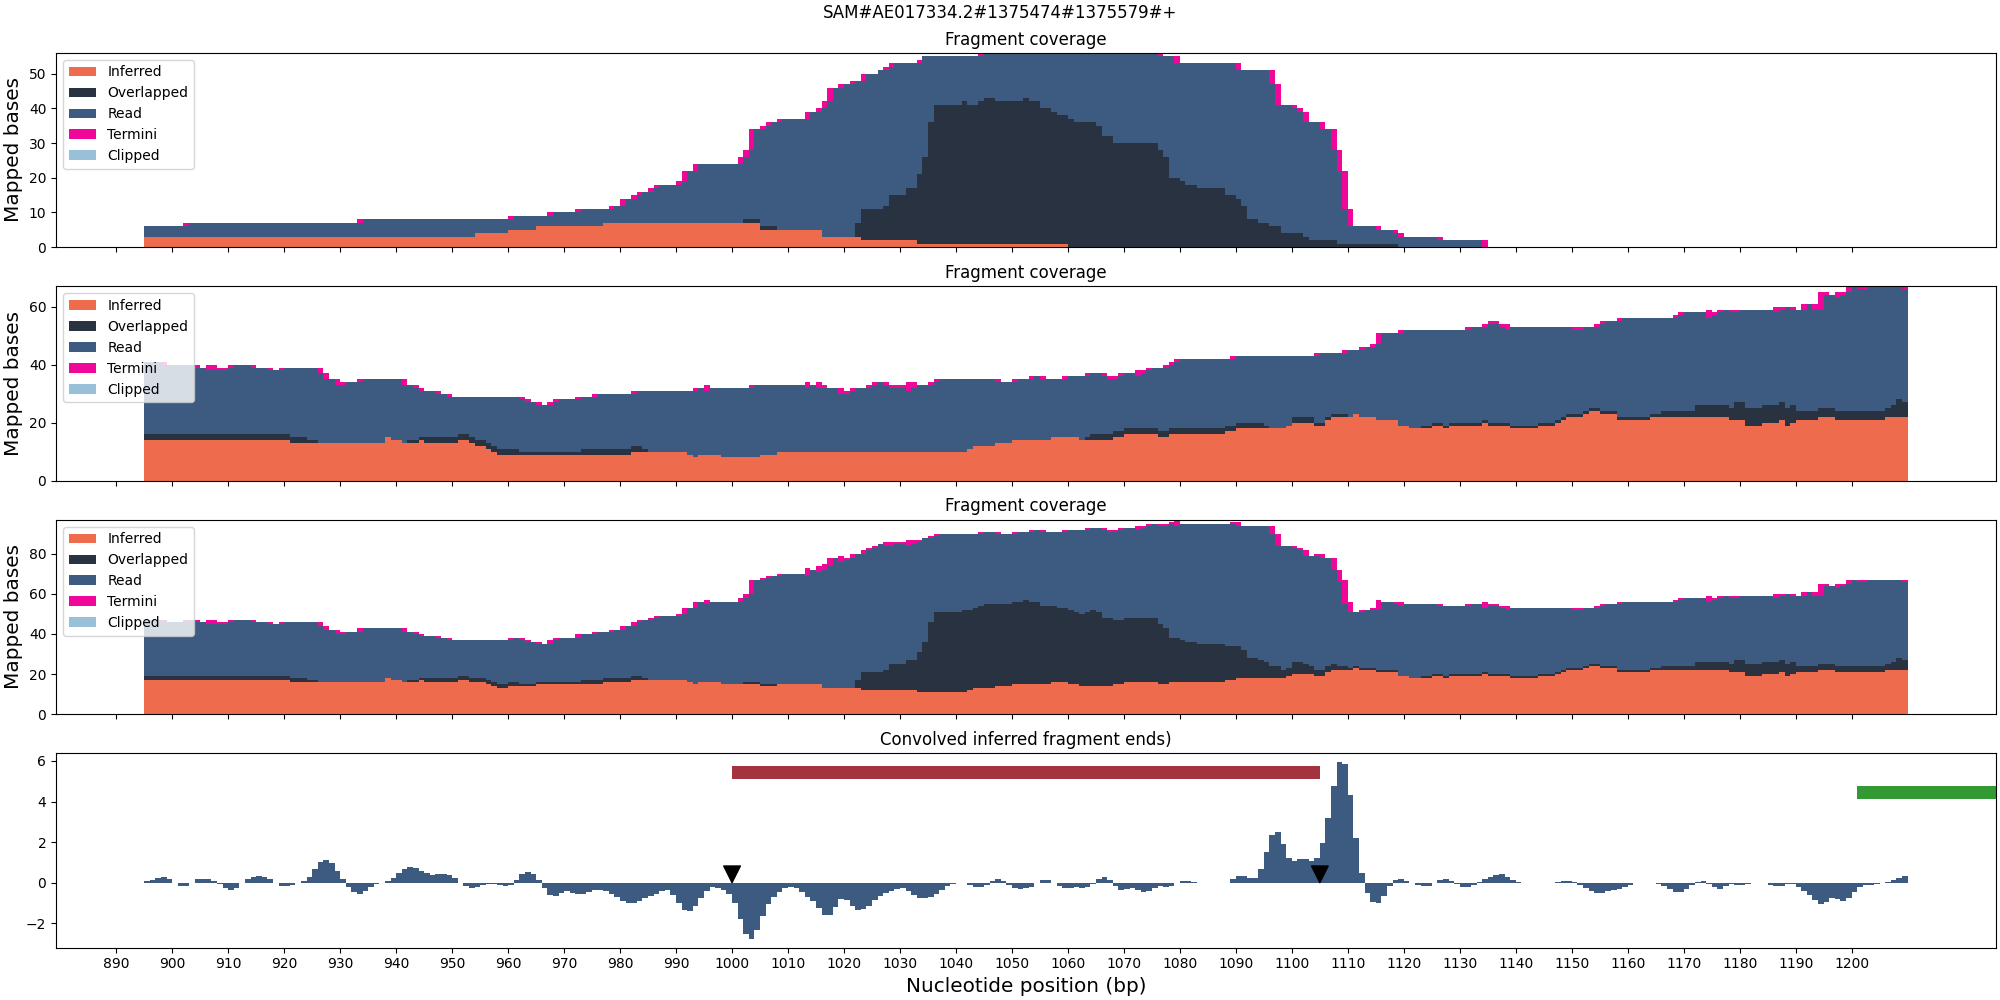 SAM#AE017334.2#1375474#1375579#+
Fragment coverage
Mapped bases
50
40
30
20
10
0
Inferred
Overlapped
Read
Termini
Clipped
Fragment coverage
Mapped bases
60
40
20
0
Inferred
Overlapped
Read
Termini
Clipped
Fragment coverage
Mapped bases
80
60
40
20
0
Inferred
Overlapped
Read
Termini
Clipped
Convolved inferred fragment ends)
6
4
2
0
−2
890 900 910 920 930 940 950 960 970 980 990 1000 1010 1020 1030 1040 1050 1060 1070 1080 1090 1100 1110 1120 1130 1140 1150 1160 1170 1180 1190 1200
Nucleotide position (bp)